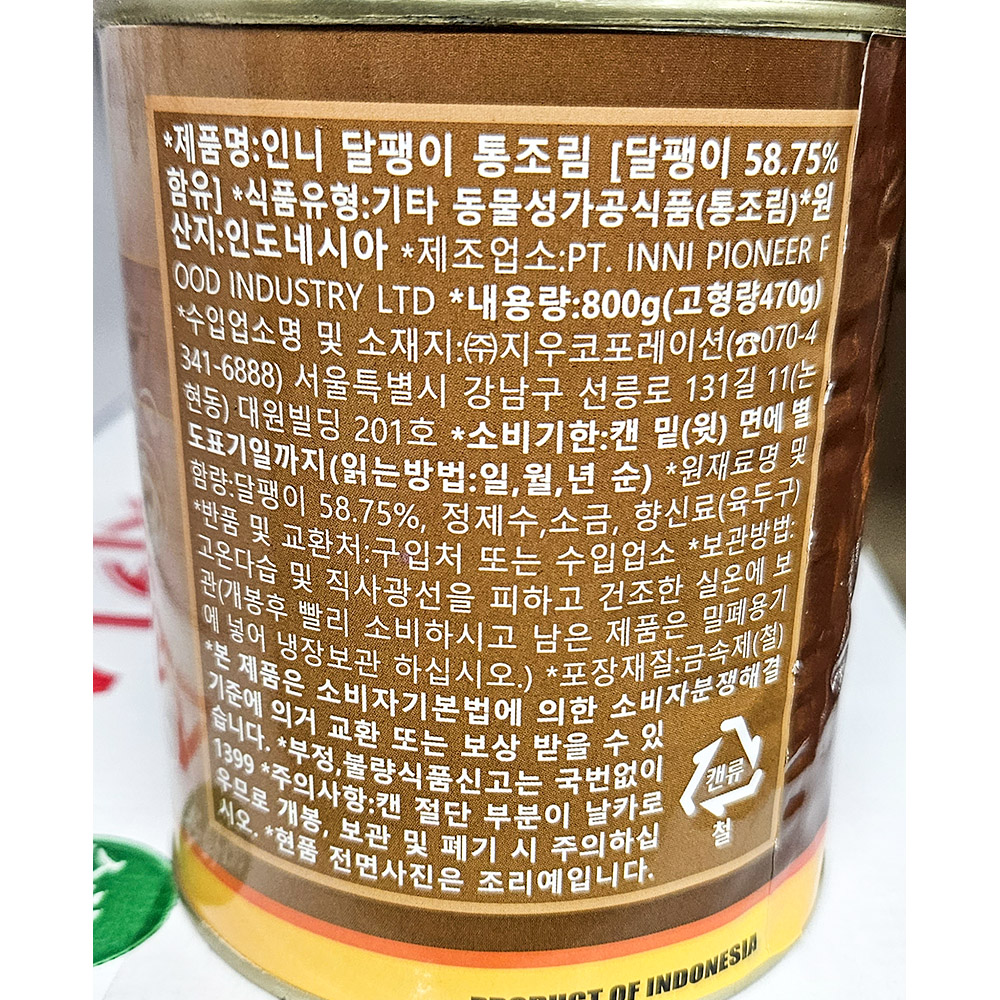 *제품명:인니 달팽이 통조림 [달팽이 58.75%
함유] *식품유형:기타 동물성가공식품(통조림)*원
산지:인도네시아 *제조업소:PT. INNI PIONEER F
OOD INDUSTRY LTD *내용량:800g(고형량470g)
*수입업소명 및 소재지:㈜지우코포레이션(☎070-4
341-6888) 서울특별시 강남구 선릉로 131길 11(논
현동) 대원빌딩 201호 *소비기한:캔 밑(윗) 면에 별
도표기일까지(읽는방법:일,월,년 순) *원재료명 및
함량:달팽이 58.75%, 정제수,소금, 향신료(육두구)
*반품 및 교환처:구입처 또는 수입업소 *보관방법:
고온다습 및 직사광선을 피하고 건조한 실온에 보
관(개봉후 빨리 소비하시고 남은 제품은 밀폐용기
에 넣어 냉장보관 하십시오.) *포장재질:금속제(철)
*본 제품은 소비자기본법에 의한 소비자분쟁해결
기준에 의거 교환 또는 보상 받을 수 있
습니다. *부정,불량식품신고는 국번없이
1399 *주의사항:캔 절단 부분이 날카로
우므로 개봉, 보관 및 폐기 시 주의하십
시오. *현품 전면사진은 조리예입니다.
캔류
철
PRODUCT OF INDONESIA